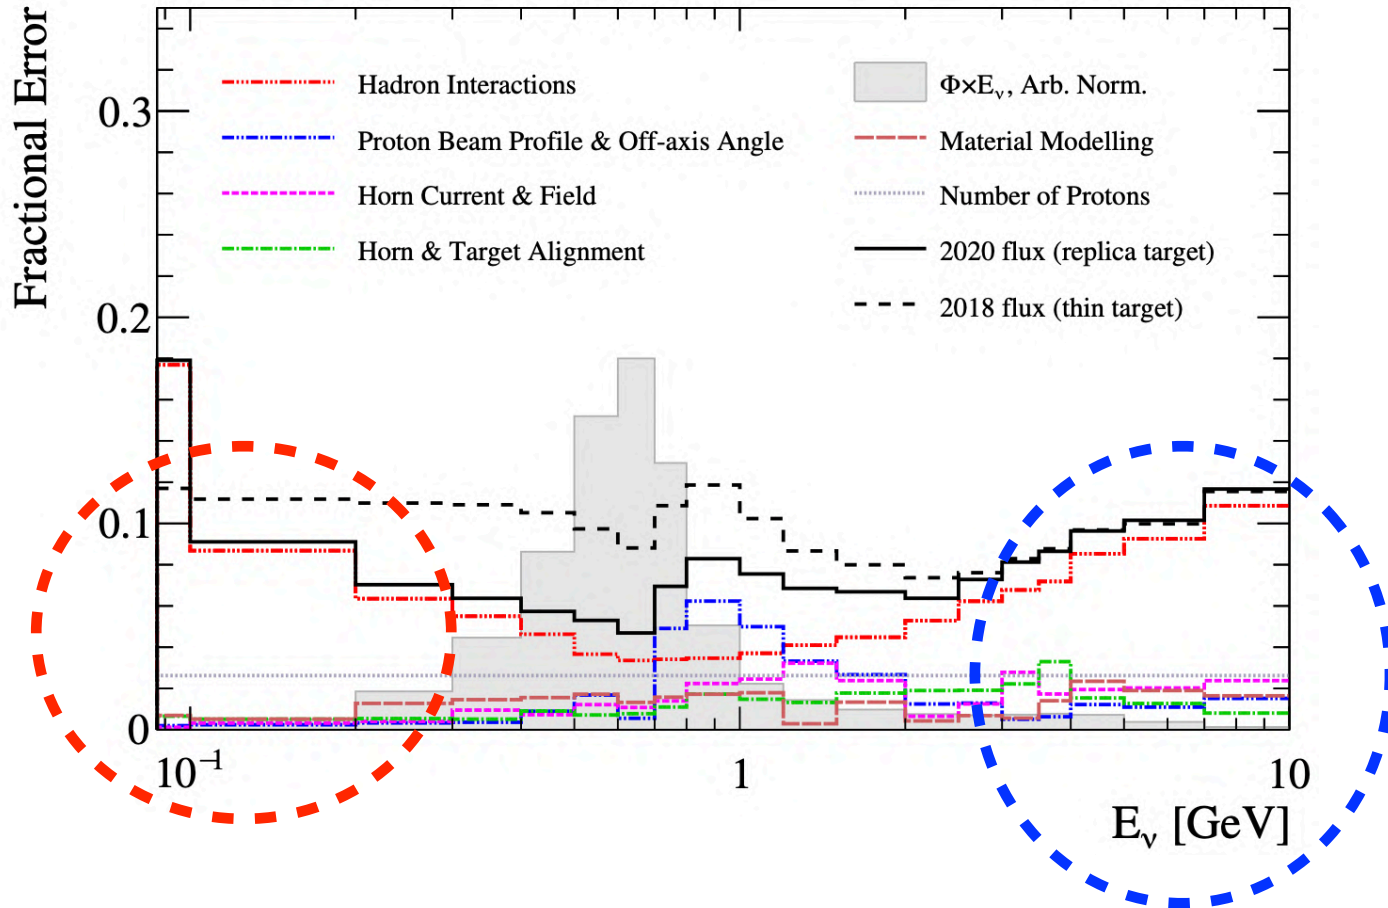 Fractional Error
0.3
0.2
0.1
0
Hadron Interactions
Proton Beam Profile & Off-axis Angle
Horn Current & Field
Horn & Target Alignment
Φ×Eν, Arb. Norm.
Material Modelling
Number of Protons
2020 flux (replica target)
2018 flux (thin target)
10⁻¹
1
10
Eν [GeV]